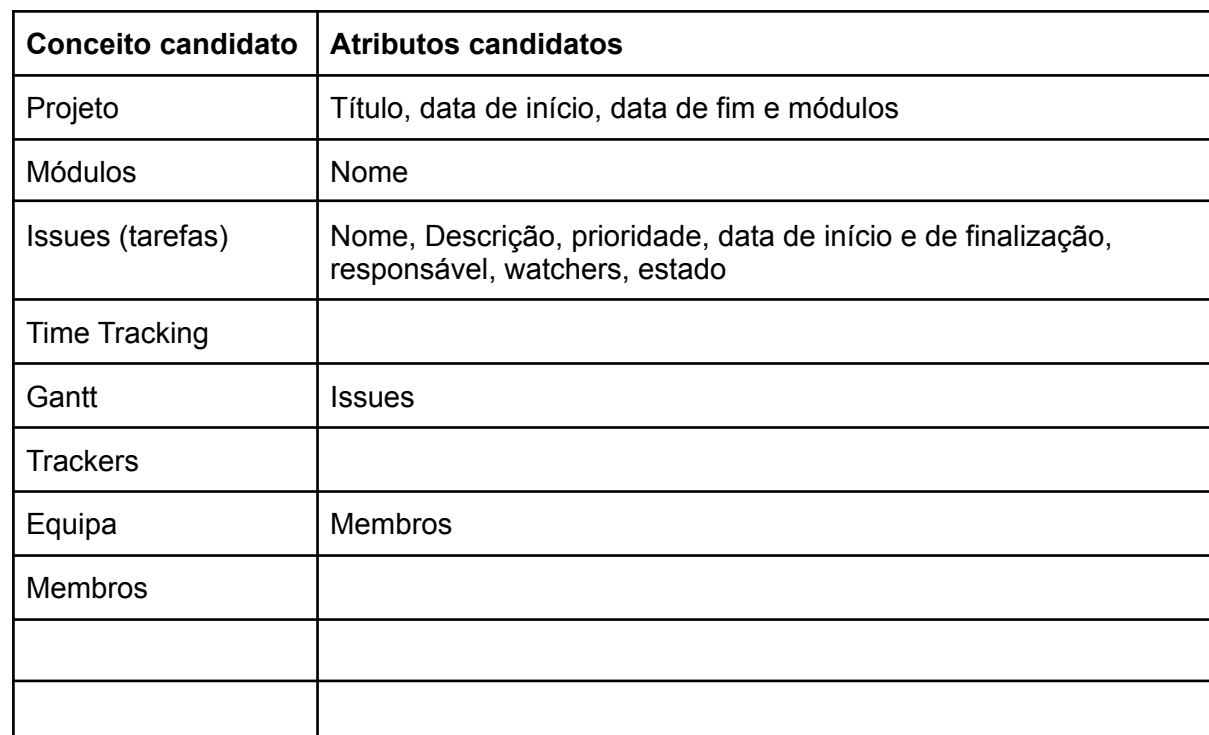 Conceito candidato Atributos candidatos
Projeto Título, data de início, data de fim e módulos
Módulos Nome
Issues (tarefas) Nome, Descrição, prioridade, data de início e de finalização,
responsável, watchers, estado
Time Tracking
Gantt Issues
Trackers
Equipa Membros
Membros